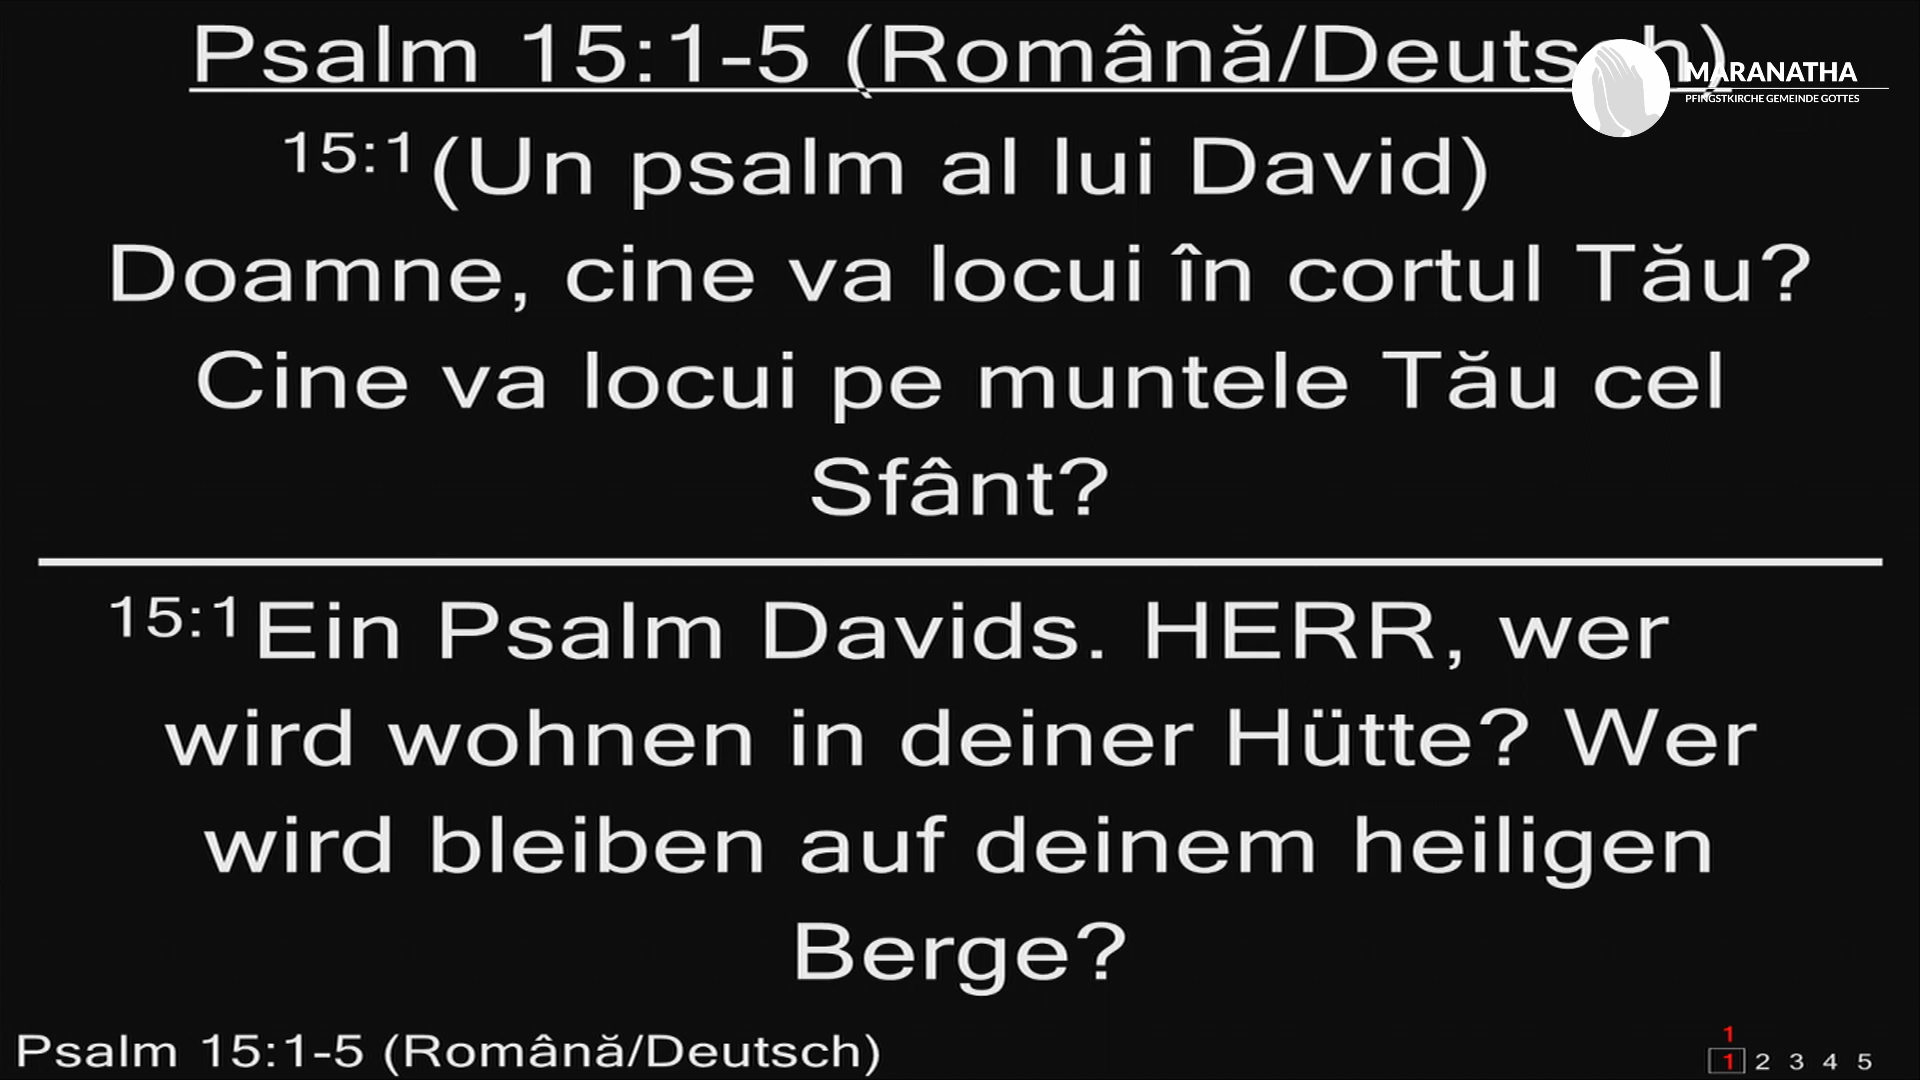 Psalm 15:1-5 (Română/Deutsch)
MARANATHA
PFINGSTKIRCHE GEMEINDE GOTTES
15:1 (Un psalm al lui David)
Doamne, cine va locui în cortul Tău?
Cine va locui pe muntele Tău cel
Sfânt?
15:1 Ein Psalm Davids. HERR, wer
wird wohnen in deiner Hütte? Wer
wird bleiben auf deinem heiligen
Berge?
Psalm 15:1-5 (Română/Deutsch)
1
1 2 3 4 5